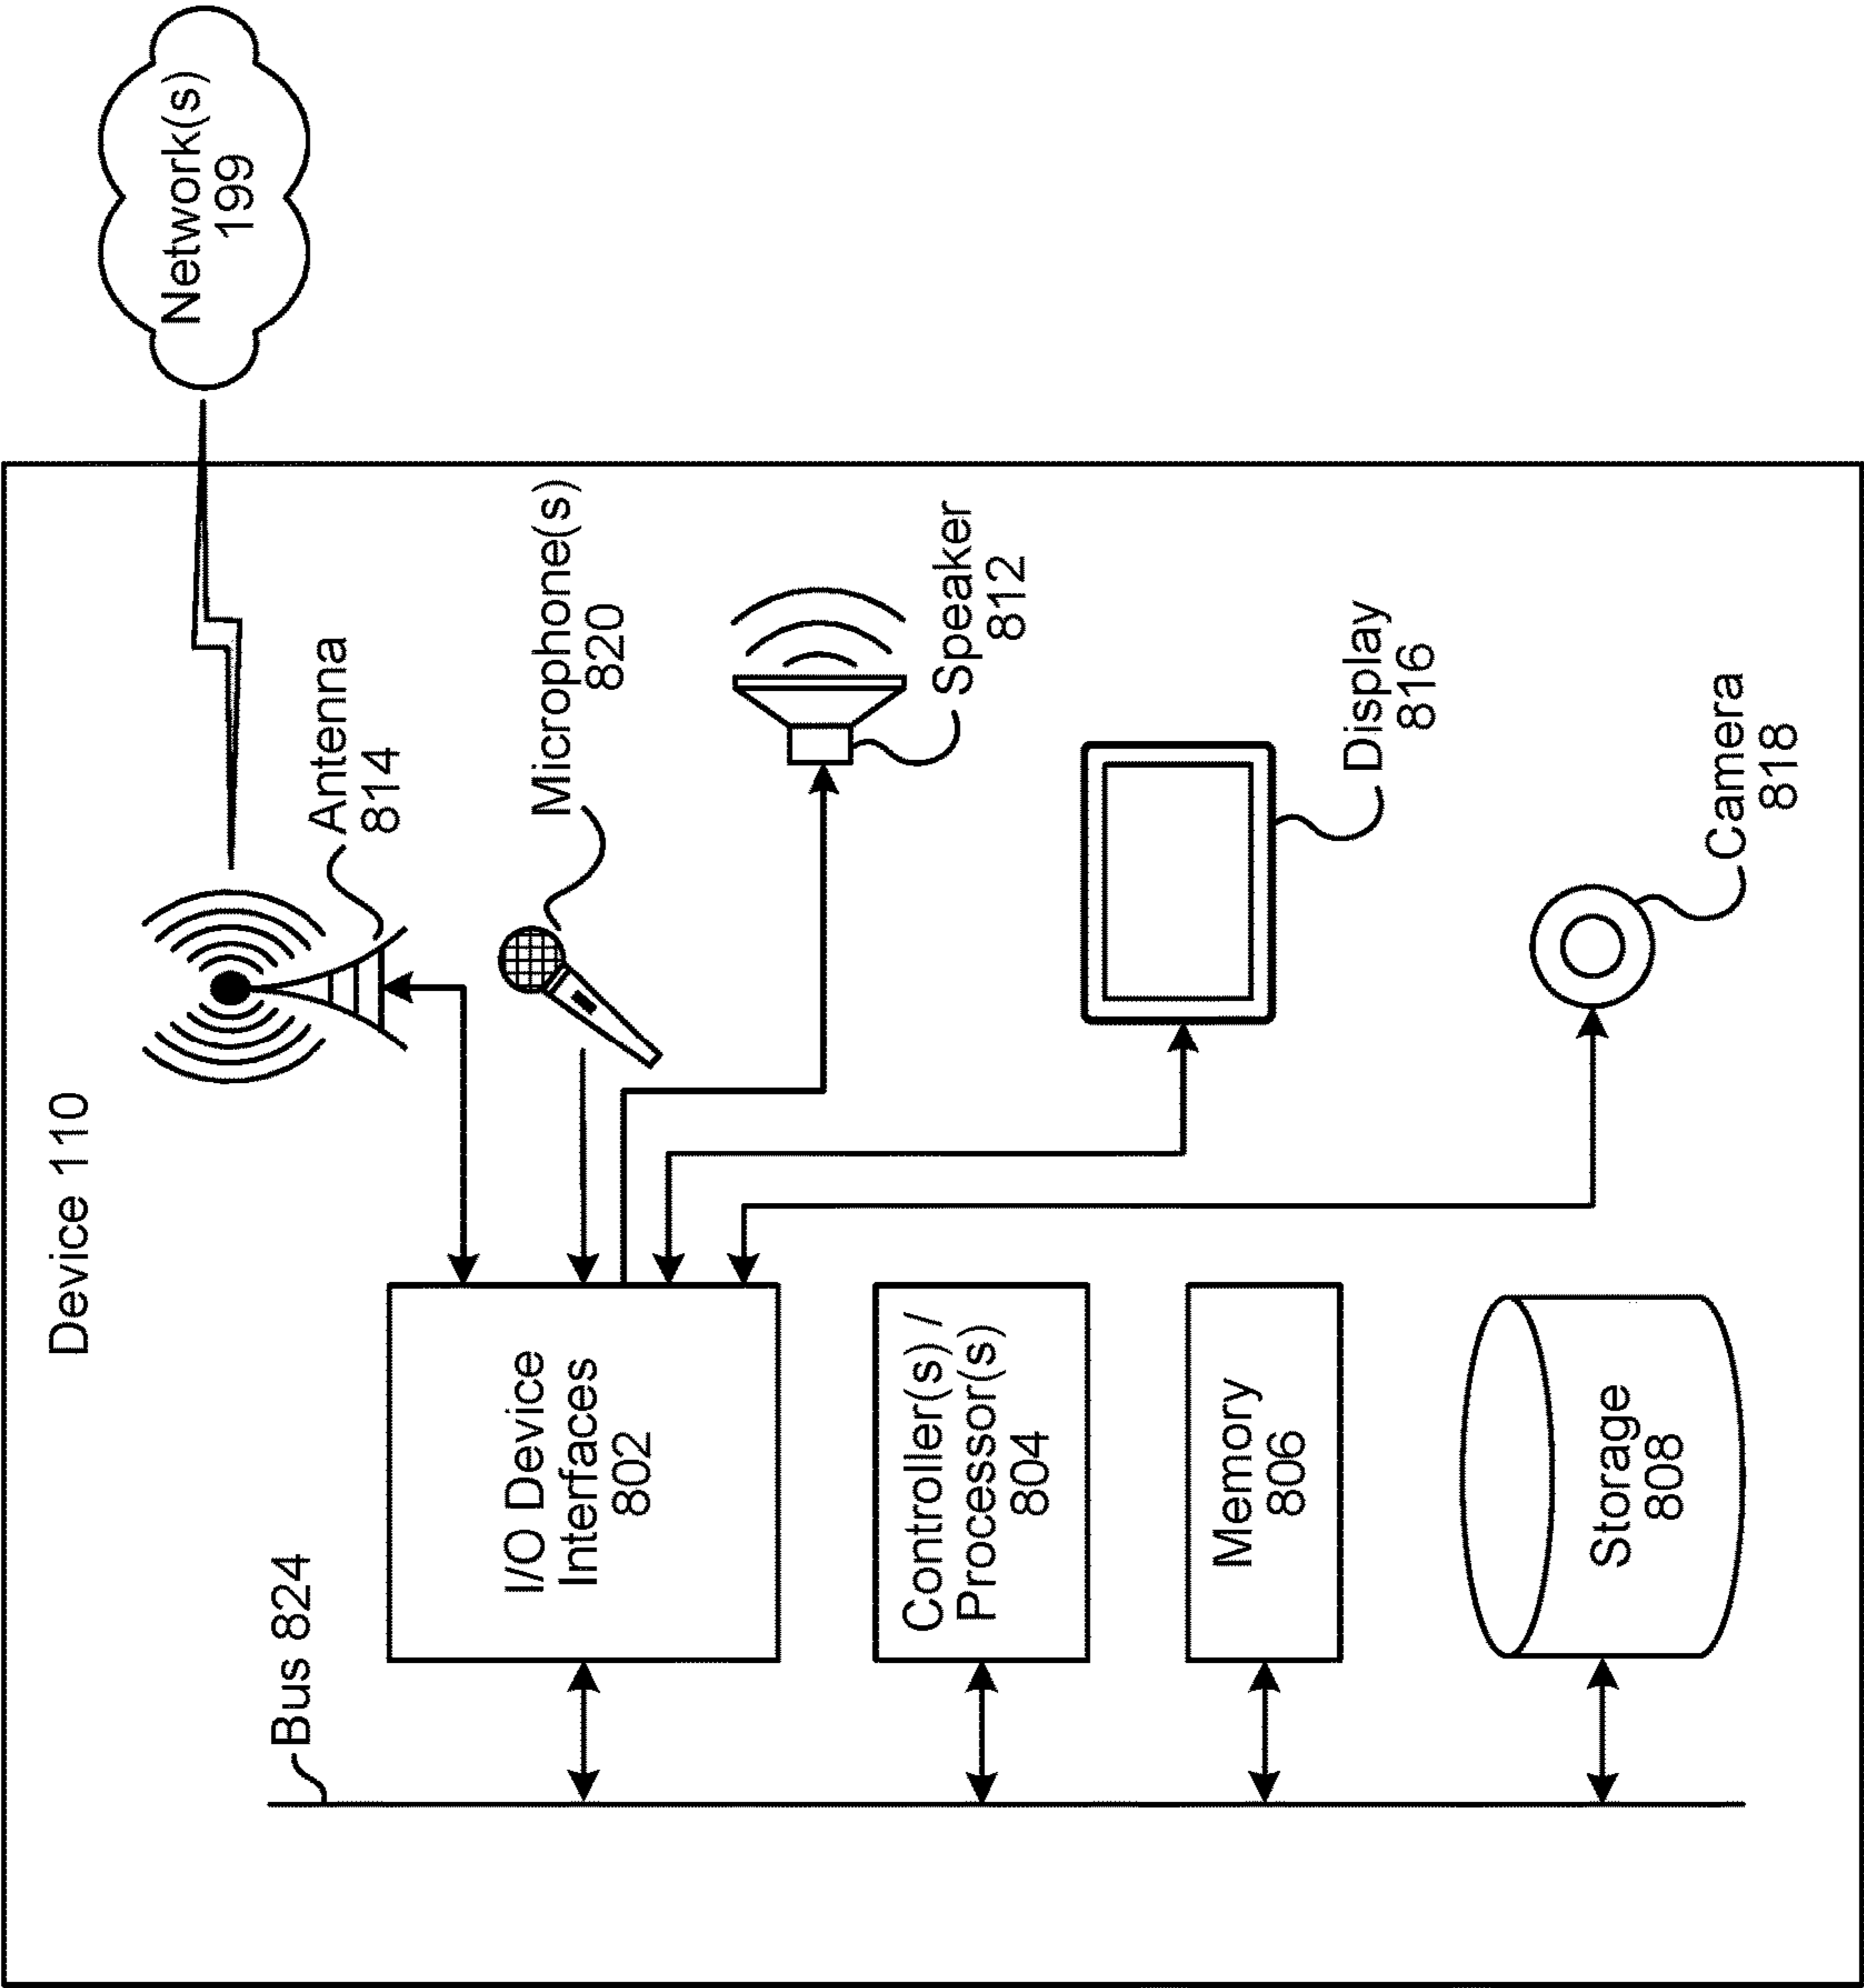 Device 110
Network(s)
199
Bus 824
Antenna
814
I/O Device
Interfaces
802
Microphone(s)
820
Speaker
812
Controller(s) /
Processor(s)
804
Display
816
Memory
806
Camera
818
Storage
808